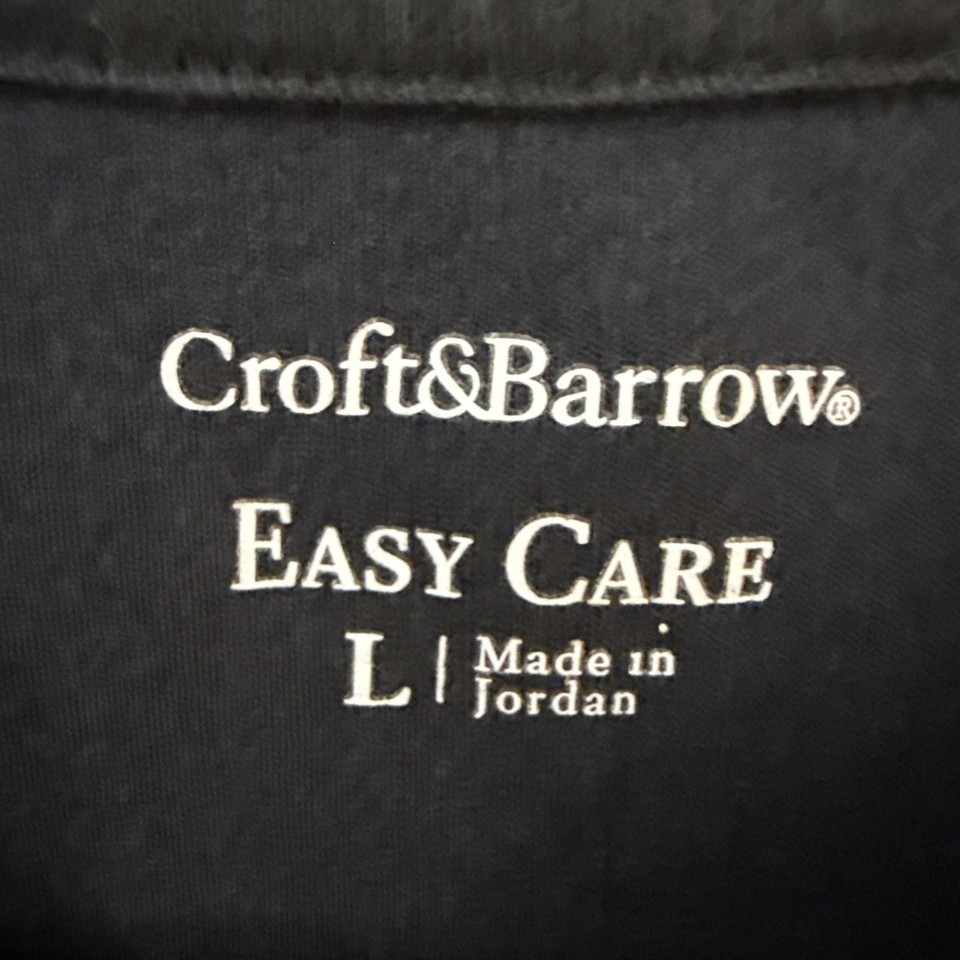 Croft&Barrow®
EASY CARE
L | Made in
Jordan